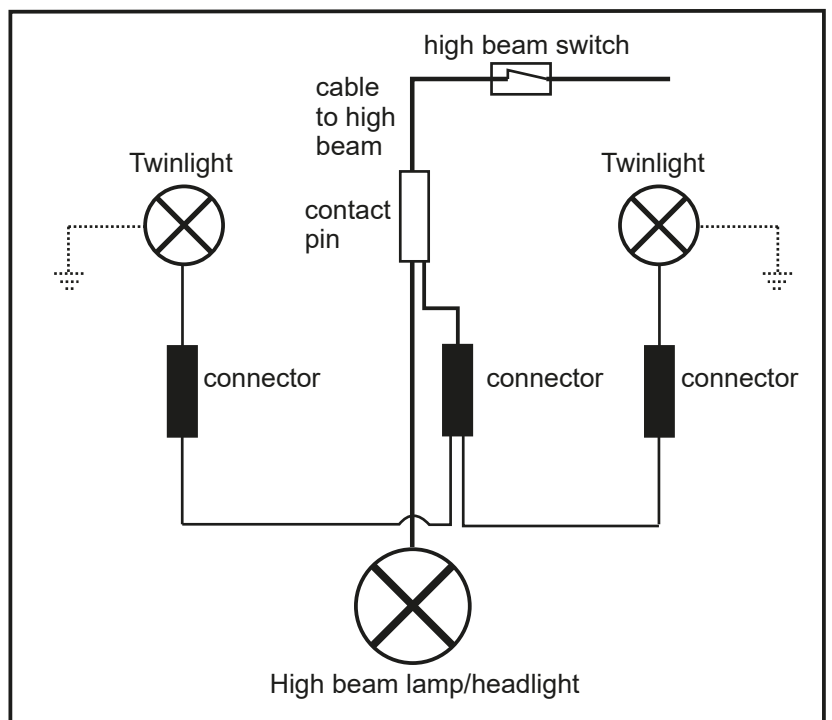 high beam switch
cable
to high
beam
Twinlight
Twinlight
contact
pin
connector
connector
connector
High beam lamp/headlight